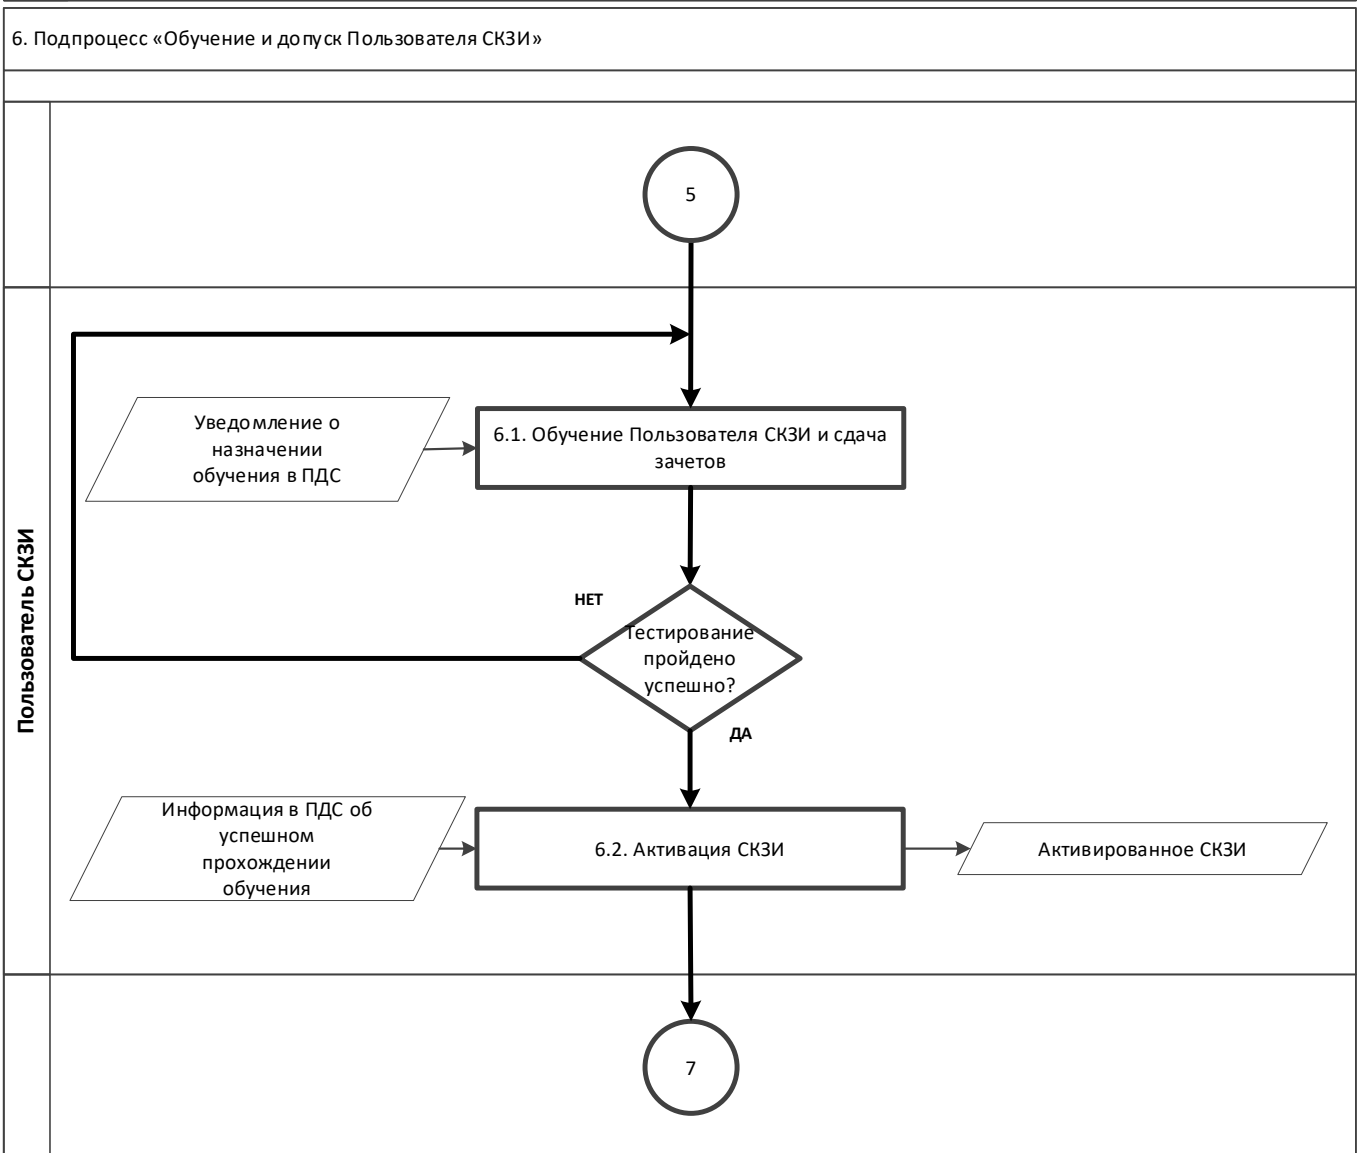 6. Подпроцесс «Обучение и допуск Пользователя СКЗИ»
5
Уведомление о
назначении
обучения в ПДС
6.1. Обучение Пользователя СКЗИ и сдача
зачетов
Пользователь СКЗИ
НЕТ
Тестирование
пройдено
успешно?
ДА
Информация в ПДС об
успешном
прохождении
обучения
6.2. Активация СКЗИ
Активированное СКЗИ
7